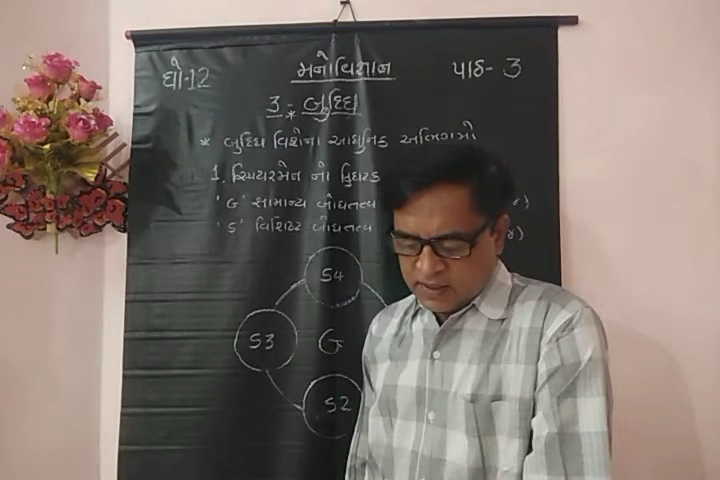 ધો-12 મનોવિજ્ઞાન પાઠ- 3
3 - બુદ્ધિ
* બુદ્ધિ વિશેના આધુનિક અભિગમો
1. સ્પિયરમેન નો દ્વિઘટક
'G' સામાન્ય બૌધતત્વ
'S' વિશિષ્ટ બૌધતત્વ
S4
S3 G
S2